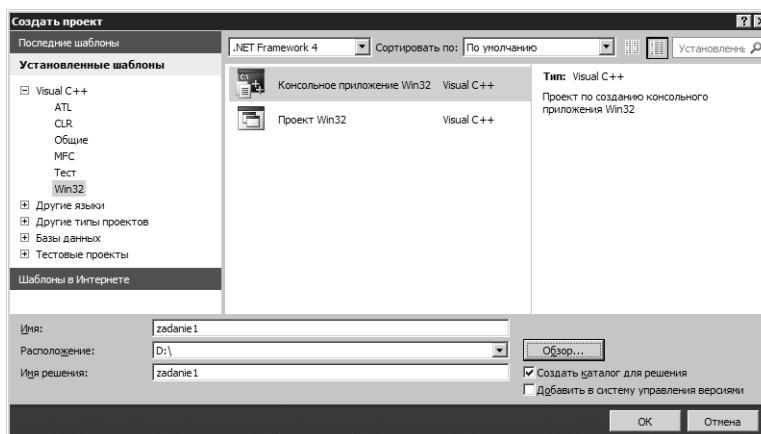 Создать проект
Последние шаблоны
.NET Framework 4 Сортировать по: По умолчанию Установленнь
Установленные шаблоны
Visual C++
ATL
CLR
Общие
MFC
Тест
Win32
Другие языки
Другие типы проектов
Базы данных
Тестовые проекты
Шаблоны в Интернете
Консольное приложение Win32 Visual C++
Проект Win32 Visual C++
Тип: Visual C++
Проект по созданию консольного
приложения Win32
Имя: zadanie1
Расположение: D:\
Обзор...
Имя решения: zadanie1
Создать каталог для решения
Добавить в систему управления версиями
ОК Отмена